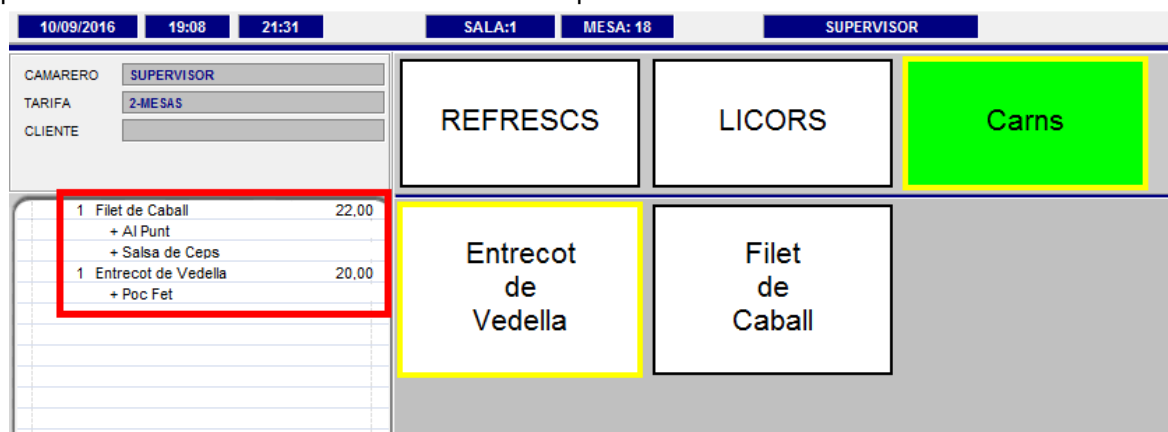 10/09/2016 19:08 21:31 SALA:1 MESA: 18 SUPERVISOR
CAMARERO SUPERVISOR
TARIFA 2-MESAS
CLIENTE
REFRESCS
LICORS
Carns
1 Filet de Caball 22,00
+ Al Punt
+ Salsa de Ceps
1 Entrecot de Vedella 20,00
+ Poc Fet
Entrecot
de
Vedella
Filet
de
Caball